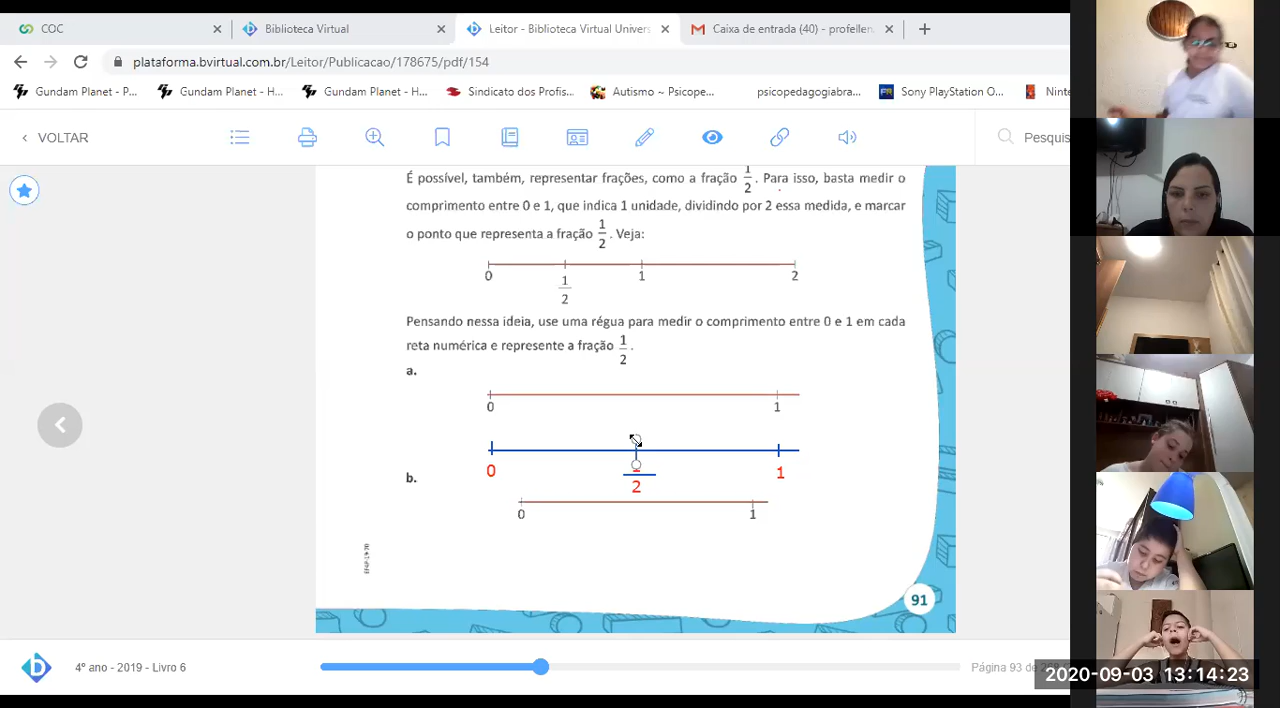 COC
Biblioteca Virtual
Leitor - Biblioteca Virtual Univers
Caixa de entrada (40) - profellen
plataforma.bvirtual.com.br/Leitor/Publicacao/178675/pdf/154
Gundam Planet - P...
Gundam Planet - H...
Gundam Planet - H...
Sindicato dos Profis...
Autismo ~ Psicope...
psicopedagogiabra...
Sony PlayStation O...
Ninte
VOLTAR
Pesquis
É possível, também, representar frações, como a fração 1/2. Para isso, basta medir o
comprimento entre 0 e 1, que indica 1 unidade, dividindo por 2 essa medida, e marcar
o ponto que representa a fração 1/2. Veja:
0 1/2 1 2
Pensando nessa ideia, use uma régua para medir o comprimento entre 0 e 1 em cada
reta numérica e represente a fração 1/2.
a.
0 1
0 1/2 1
b.
0 1
91
4º ano - 2019 - Livro 6
Página 93 de
2020-09-03 13:14:23